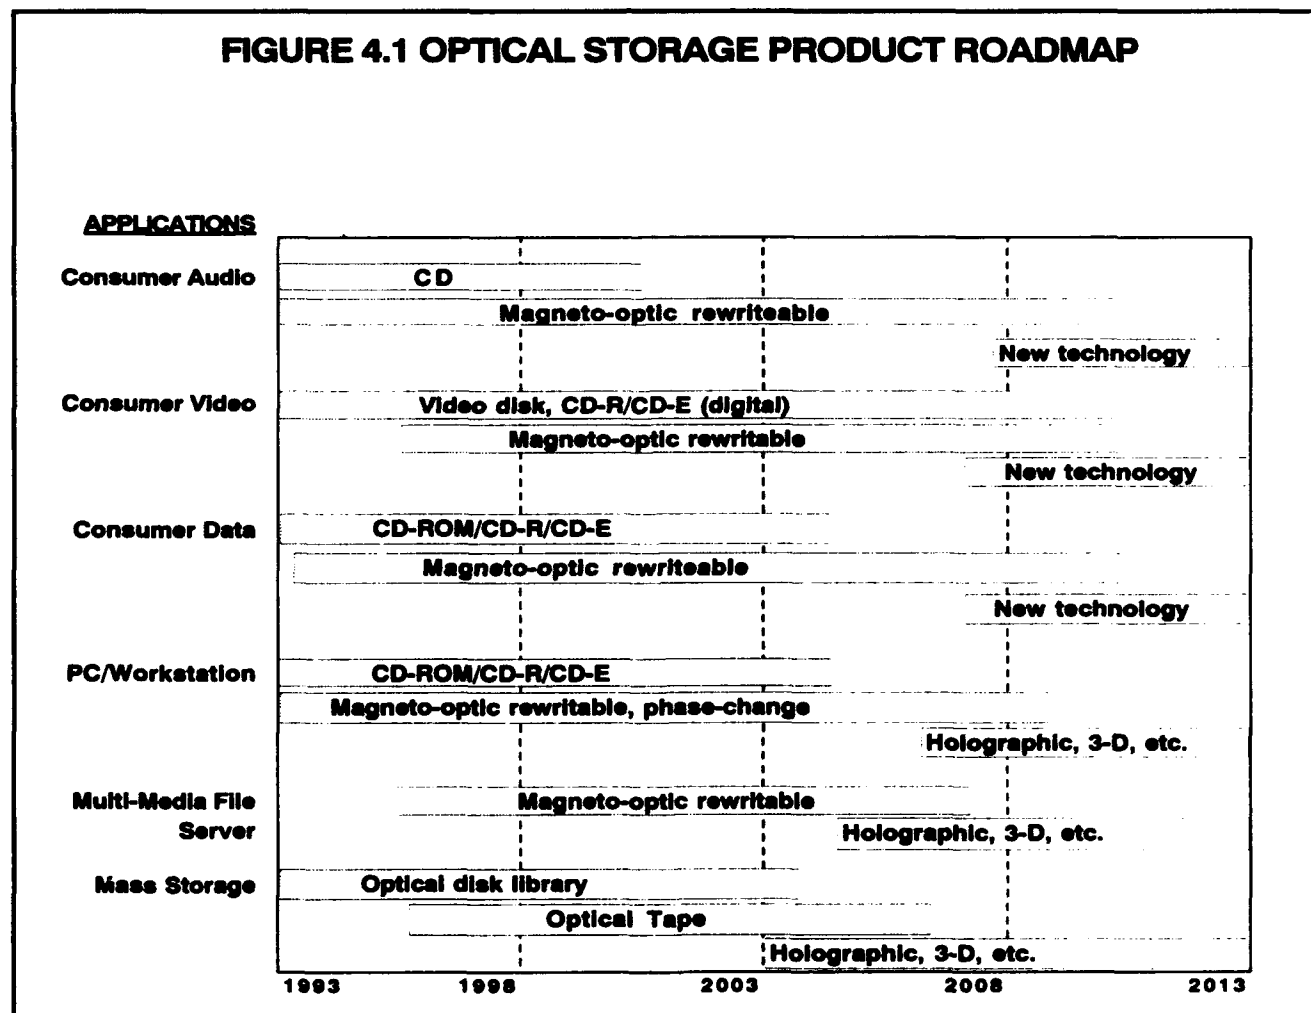 FIGURE 4.1 OPTICAL STORAGE PRODUCT ROADMAP
APPLICATIONS
Consumer Audio
CD
Magneto-optic rewriteable
New technology
Consumer Video
Video disk, CD-R/CD-E (digital)
Magneto-optic rewritable
New technology
Consumer Data
CD-ROM/CD-R/CD-E
Magneto-optic rewriteable
New technology
PC/Workstation
CD-ROM/CD-R/CD-E
Magneto-optic rewritable, phase-change
Holographic, 3-D, etc.
Multi-Media File
Server
Magneto-optic rewritable
Holographic, 3-D, etc.
Mass Storage
Optical disk library
Optical Tape
Holographic, 3-D, etc.
1993 1998 2003 2008 2013